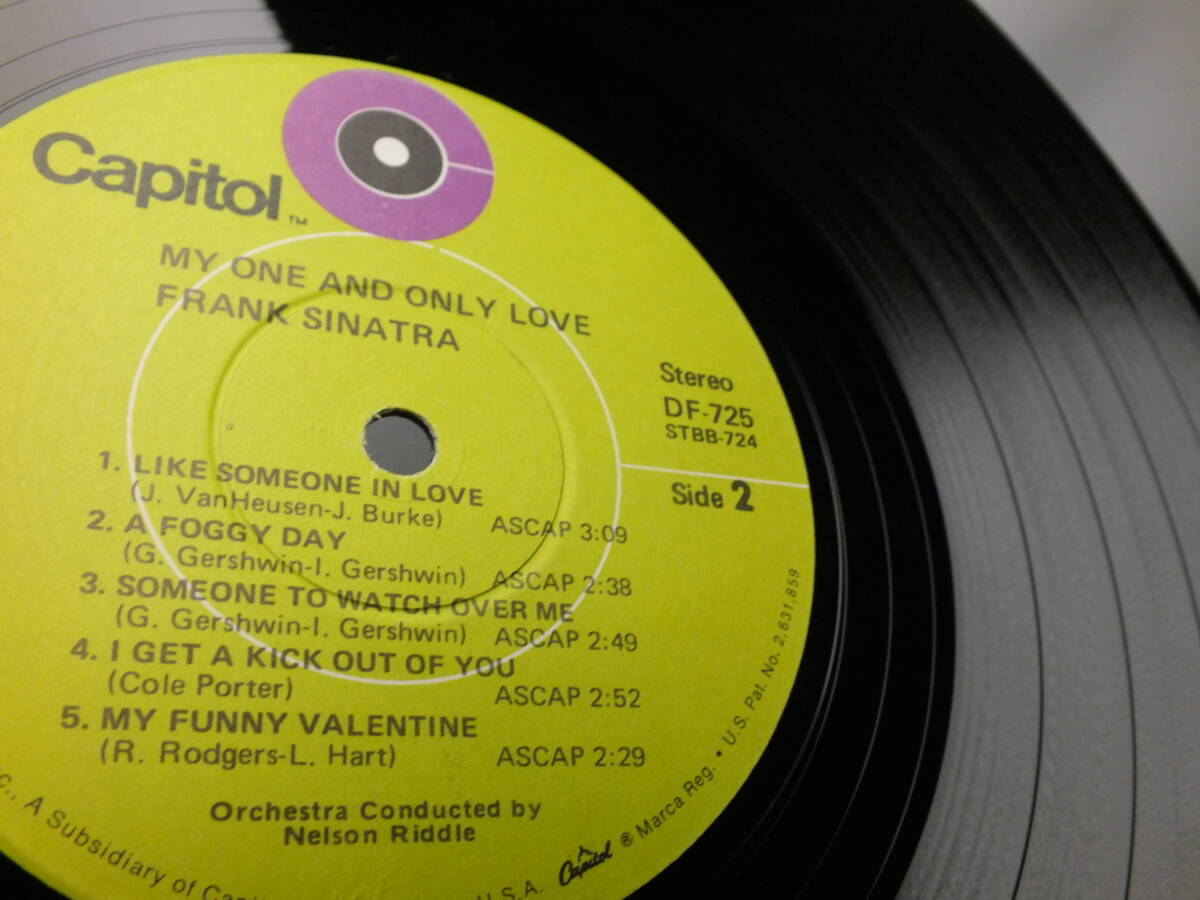 Capitol ™
MY ONE AND ONLY LOVE
FRANK SINATRA
Stereo
DF-725
STBB-724
Side 2
1. LIKE SOMEONE IN LOVE
(J. VanHeusen-J. Burke) ASCAP 3:09
2. A FOGGY DAY
(G. Gershwin-I. Gershwin) ASCAP 2:38
3. SOMEONE TO WATCH OVER ME
(G. Gershwin-I. Gershwin) ASCAP 2:49
4. I GET A KICK OUT OF YOU
(Cole Porter) ASCAP 2:52
5. MY FUNNY VALENTINE
(R. Rodgers-L. Hart) ASCAP 2:29
Orchestra Conducted by
Nelson Riddle
A Subsidiary of U.S.A. Capitol ® Marca Reg. • U.S. Pat. No. 2,631,859